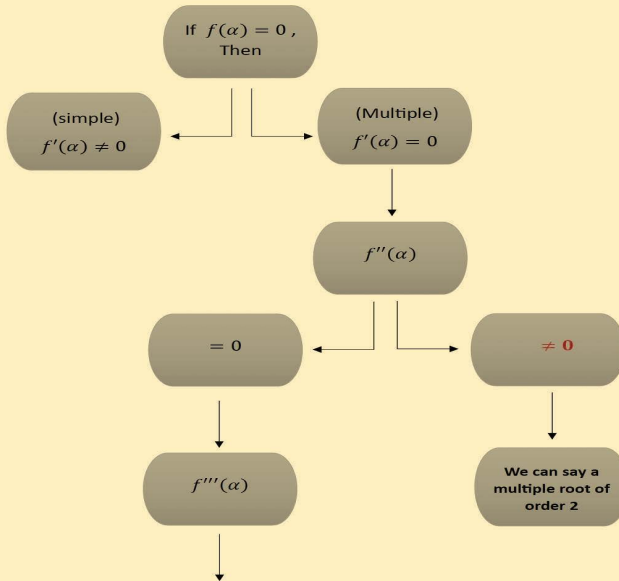 If f(α) = 0 ,
Then
(simple)
f′(α) ≠ 0
(Multiple)
f′(α) = 0
f′′(α)
= 0
≠ 0
f′′′(α)
We can say a
multiple root of
order 2